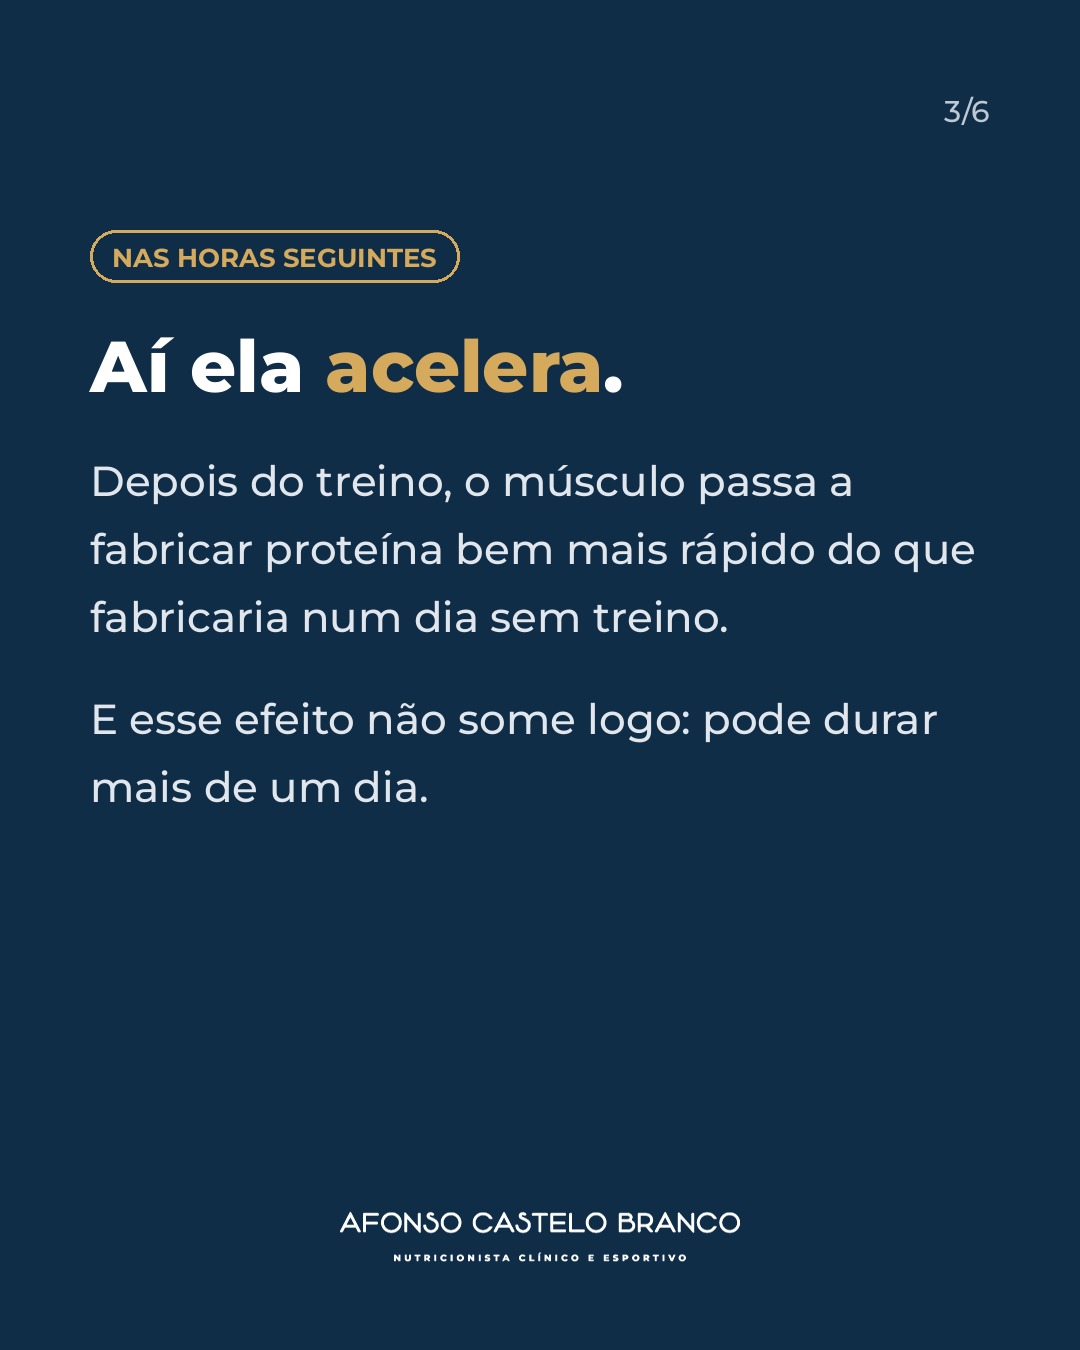 3/6
NAS HORAS SEGUINTES
Aí ela acelera.
Depois do treino, o músculo passa a
fabricar proteína bem mais rápido do que
fabricaria num dia sem treino.
E esse efeito não some logo: pode durar
mais de um dia.
AFONSO CASTELO BRANCO
NUTRICIONISTA CLÍNICO E ESPORTIVO